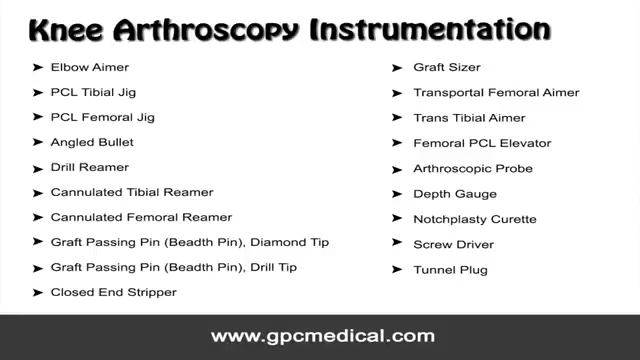 Knee Arthroscopy Instrumentation
Elbow Aimer
PCL Tibial Jig
PCL Femoral Jig
Angled Bullet
Drill Reamer
Cannulated Tibial Reamer
Cannulated Femoral Reamer
Graft Passing Pin (Beadth Pin), Diamond Tip
Graft Passing Pin (Beadth Pin), Drill Tip
Closed End Stripper
Graft Sizer
Transportal Femoral Aimer
Trans Tibial Aimer
Femoral PCL Elevator
Arthroscopic Probe
Depth Gauge
Notchplasty Curette
Screw Driver
Tunnel Plug
www.gpcmedical.com